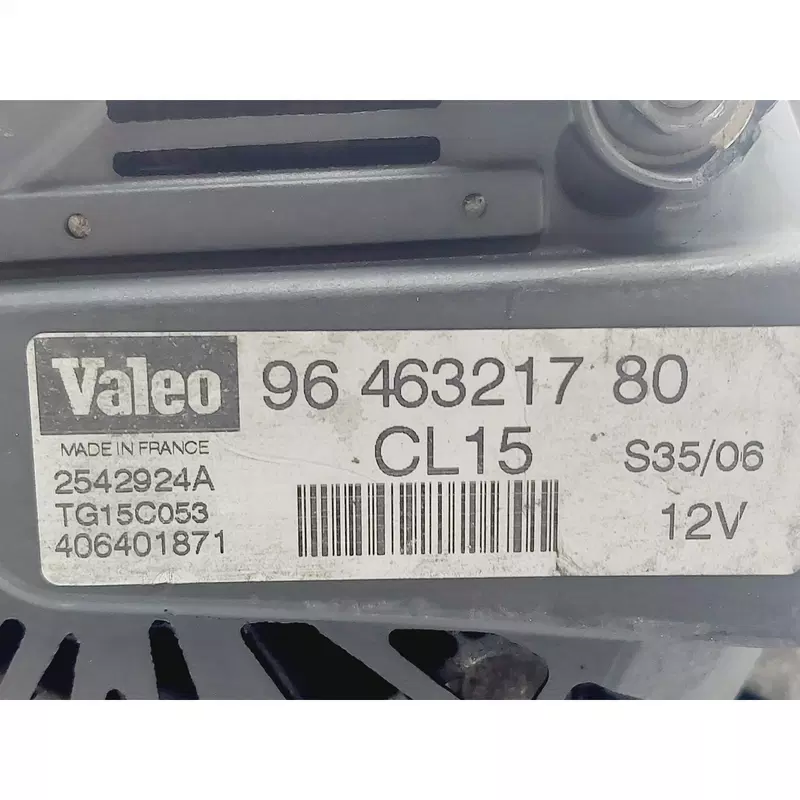 Valeo 96 463217 80
MADE IN FRANCE CL15 S35/06
2542924A
TG15C053 12V
406401871